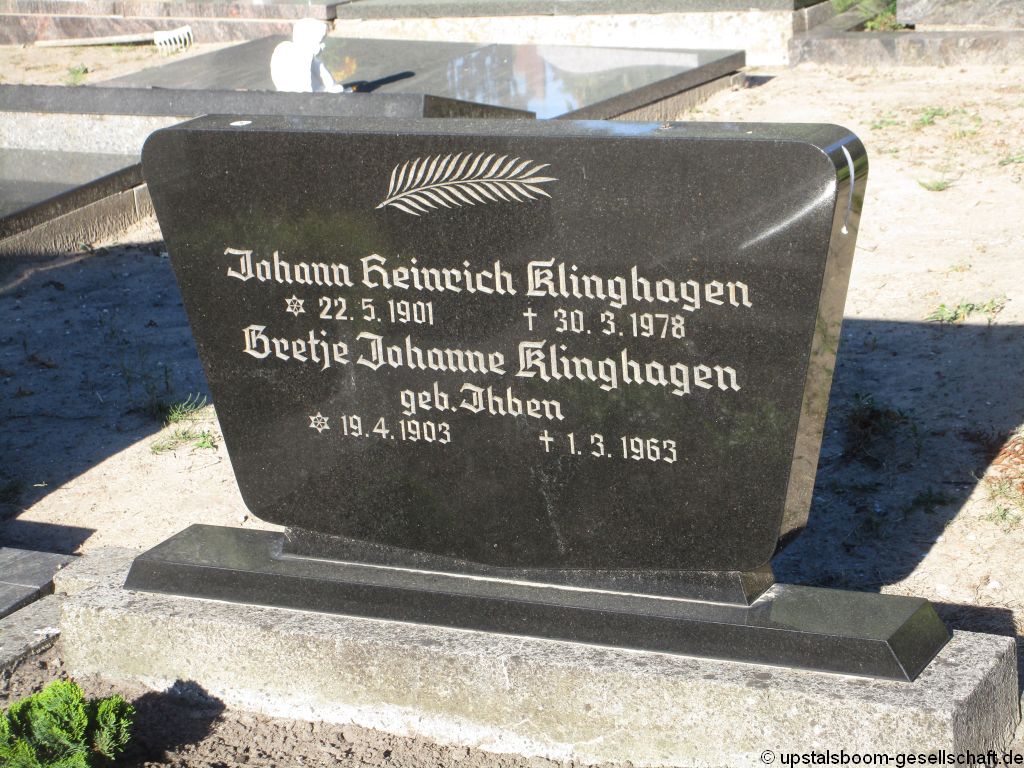 Johann Heinrich Klinghagen
22. 5. 1901 † 30. 3. 1978
Gretje Johanne Klinghagen
geb. Ihben
19. 4. 1903 † 1. 3. 1963
© upstalsboom-gesellschaft.de